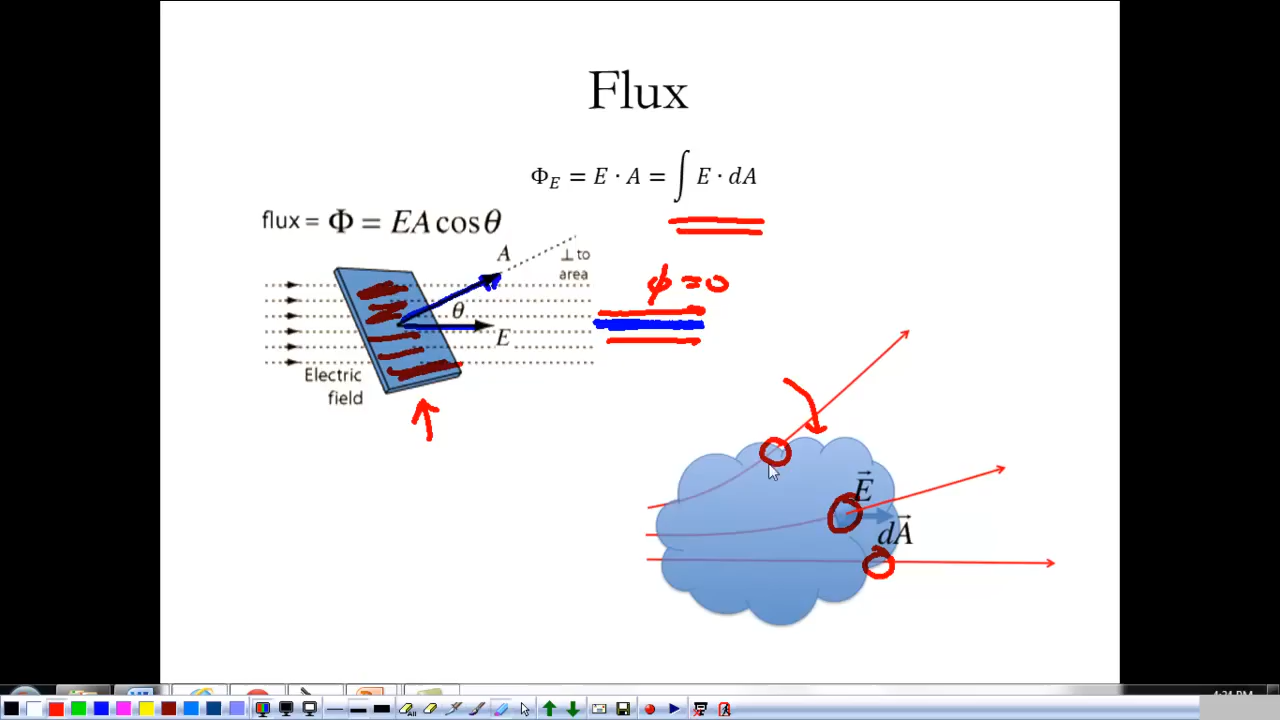 Flux
Φ_E = E · A = ∫ E · dA
flux = Φ = EA cos θ
A
⊥ to
area
ϕ = 0
θ
E
Electric
field
E⃗
dA⃗